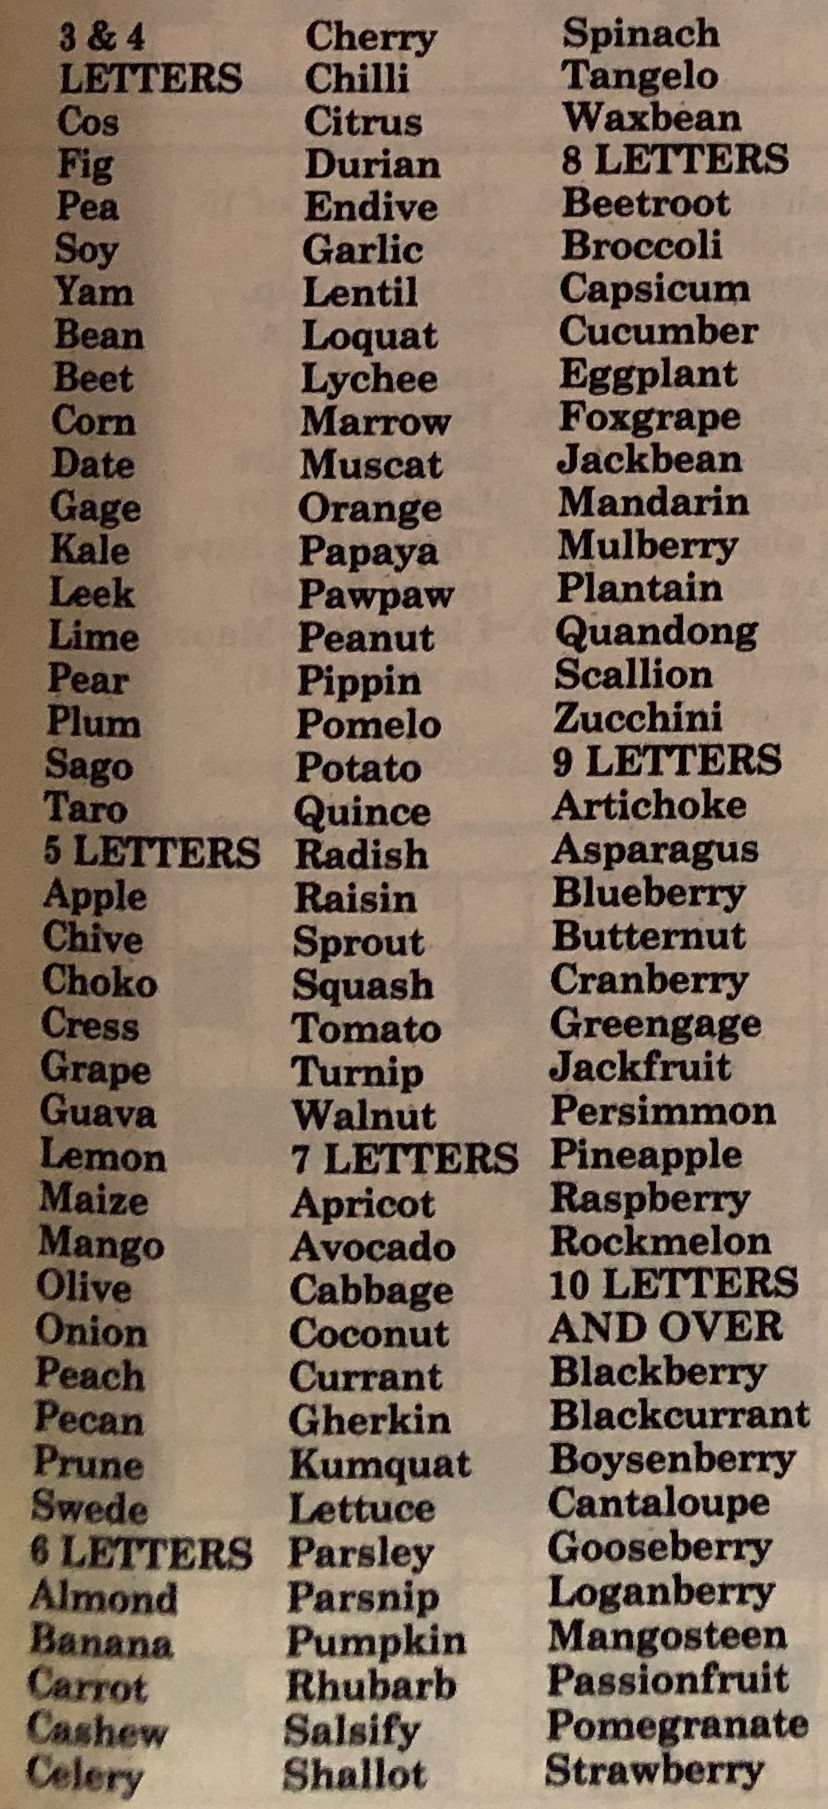 3 & 4
LETTERS
Cos
Fig
Pea
Soy
Yam
Bean
Beet
Corn
Date
Gage
Kale
Leek
Lime
Pear
Plum
Sago
Taro
5 LETTERS
Apple
Chive
Choko
Cress
Grape
Guava
Lemon
Maize
Mango
Olive
Onion
Peach
Pecan
Prune
Swede
6 LETTERS
Almond
Banana
Carrot
Cashew
Celery
Cherry
Chilli
Citrus
Durian
Endive
Garlic
Lentil
Loquat
Lychee
Marrow
Muscat
Orange
Papaya
Pawpaw
Peanut
Pippin
Pomelo
Potato
Quince
Radish
Raisin
Sprout
Squash
Tomato
Turnip
Walnut
7 LETTERS
Apricot
Avocado
Cabbage
Coconut
Currant
Gherkin
Kumquat
Lettuce
Parsley
Parsnip
Pumpkin
Rhubarb
Salsify
Shallot
Spinach
Tangelo
Waxbean
8 LETTERS
Beetroot
Broccoli
Capsicum
Cucumber
Eggplant
Foxgrape
Jackbean
Mandarin
Mulberry
Plantain
Quandong
Scallion
Zucchini
9 LETTERS
Artichoke
Asparagus
Blueberry
Butternut
Cranberry
Greengage
Jackfruit
Persimmon
Pineapple
Raspberry
Rockmelon
10 LETTERS
AND OVER
Blackberry
Blackcurrant
Boysenberry
Cantaloupe
Gooseberry
Loganberry
Mangosteen
Passionfruit
Pomegranate
Strawberry